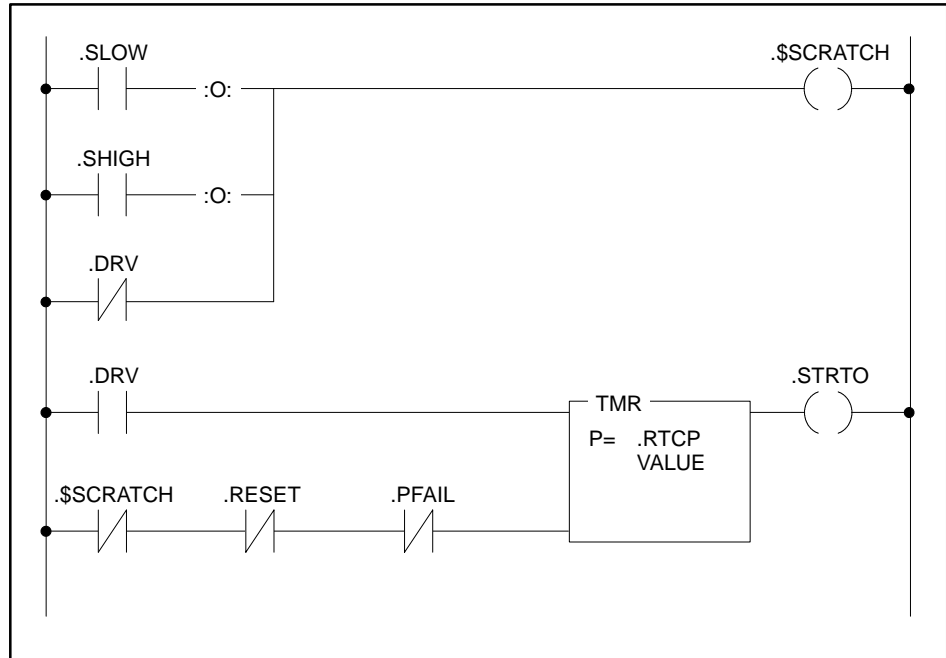 .SLOW
.$SCRATCH
:O:
.SHIGH
:O:
.DRV
.DRV
.STRTO
TMR
P= .RTCP
VALUE
.$SCRATCH .RESET .PFAIL